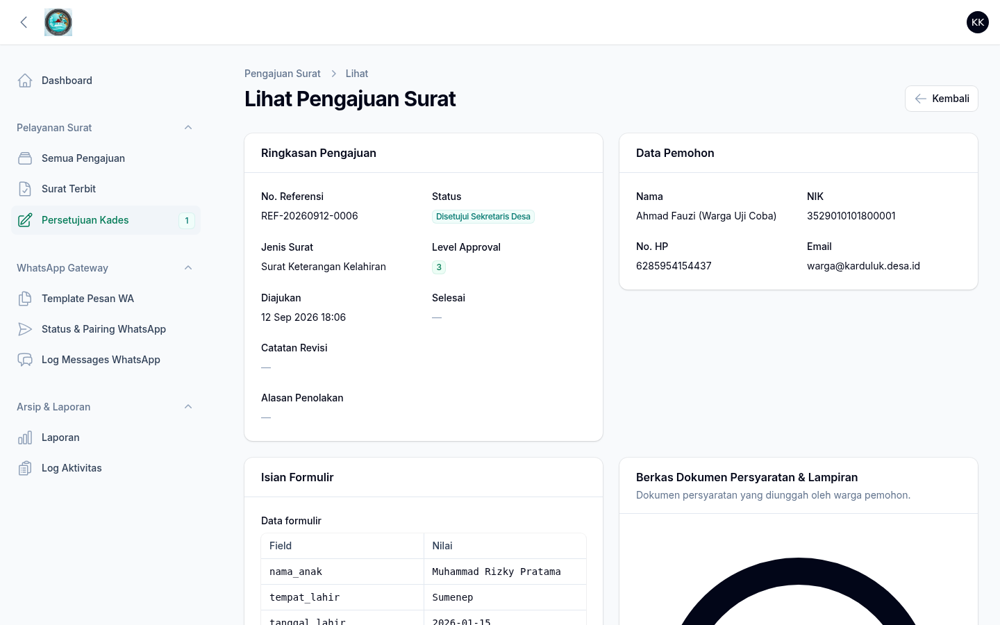 KK
Dashboard
Pelayanan Surat
Semua Pengajuan
Surat Terbit
Persetujuan Kades 1
WhatsApp Gateway
Template Pesan WA
Status & Pairing WhatsApp
Log Messages WhatsApp
Arsip & Laporan
Laporan
Log Aktivitas
Pengajuan Surat Lihat
Lihat Pengajuan Surat
Kembali
Ringkasan Pengajuan
No. Referensi Status
REF-20260912-0006 Disetujui Sekretaris Desa
Jenis Surat Level Approval
Surat Keterangan Kelahiran 3
Diajukan Selesai
12 Sep 2026 18:06 —
Catatan Revisi
—
Alasan Penolakan
—
Data Pemohon
Nama NIK
Ahmad Fauzi (Warga Uji Coba) 3529010101800001
No. HP Email
6285954154437 warga@karduluk.desa.id
Isian Formulir
Data formulir
Field Nilai
nama_anak Muhammad Rizky Pratama
tempat_lahir Sumenep
tanggal_lahir 2026-01-15
Berkas Dokumen Persyaratan & Lampiran
Dokumen persyaratan yang diunggah oleh warga pemohon.